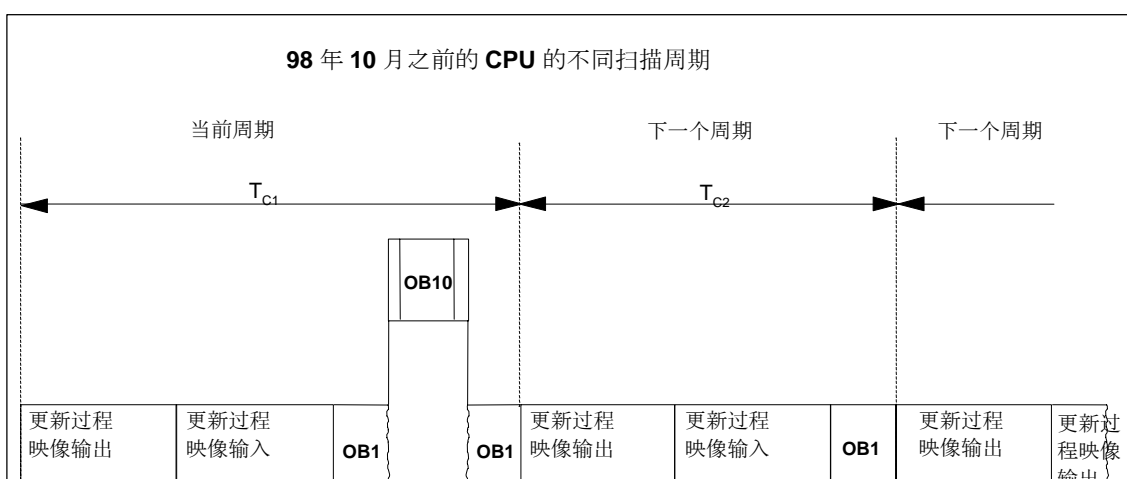 98 年 10 月之前的 CPU 的不同扫描周期
当前周期
下一个周期
下一个周期
TC1
TC2
OB10
更新过程
映像输出
更新过程
映像输入
OB1
OB1
更新过程
映像输出
更新过程
映像输入
OB1
更新过程
映像输出
更新过
程映像
输出